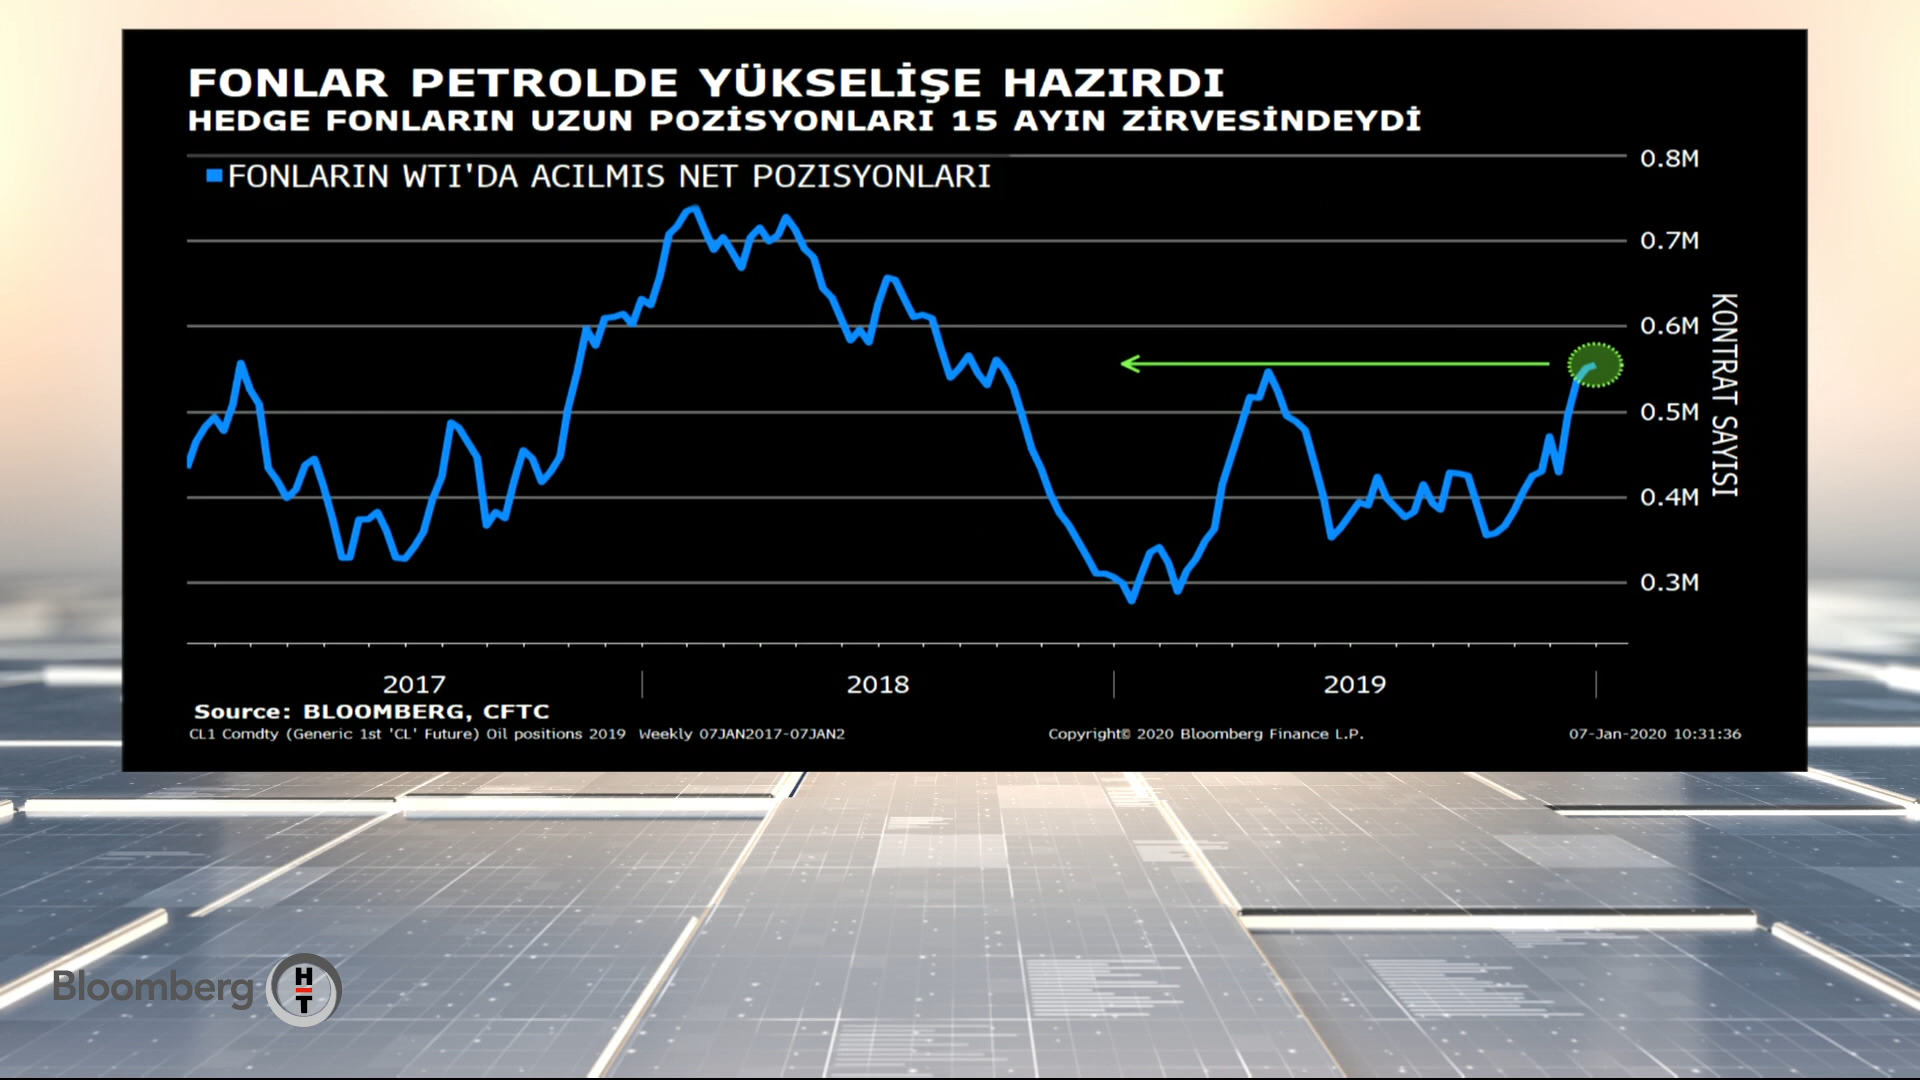 FONLAR PETROLDE YÜKSELİŞE HAZIRDI
HEDGE FONLARIN UZUN POZİSYONLARI 15 AYIN ZİRVESİNDEYDİ
FONLARIN WTI'DA ACILMIS NET POZISYONLARI
0.8M
0.7M
0.6M
0.5M
0.4M
0.3M
KONTRAT SAYISI
2017 2018 2019
Source: BLOOMBERG, CFTC
CL1 Comdty (Generic 1st 'CL' Future) Oil positions 2019 Weekly 07JAN2017-07JAN2 Copyright© 2020 Bloomberg Finance L.P. 07-Jan-2020 10:31:36
Bloomberg HT